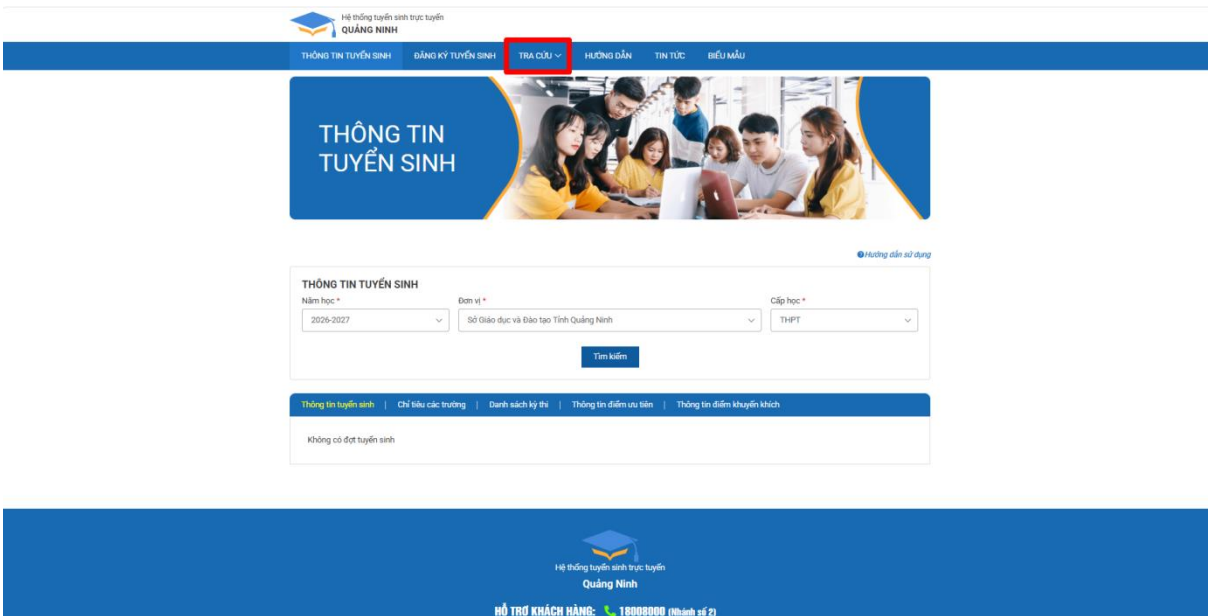 Hệ thống tuyển sinh trực tuyến
QUẢNG NINH
THÔNG TIN TUYỂN SINH ĐĂNG KÝ TUYỂN SINH TRA CỨU HƯỚNG DẪN TIN TỨC BIỂU MẪU
THÔNG TIN
TUYỂN SINH
Hướng dẫn sử dụng
THÔNG TIN TUYỂN SINH
Năm học * Đơn vị * Cấp học *
2026-2027 Sở Giáo dục và Đào tạo Tỉnh Quảng Ninh THPT
Tìm kiếm
Thông tin tuyển sinh | Chỉ tiêu các trường | Danh sách kỳ thi | Thông tin điểm ưu tiên | Thông tin điểm khuyến khích
Không có đợt tuyển sinh
Hệ thống tuyển sinh trực tuyến
Quảng Ninh
HỖ TRỢ KHÁCH HÀNG: 18008000 (Nhánh số 2)